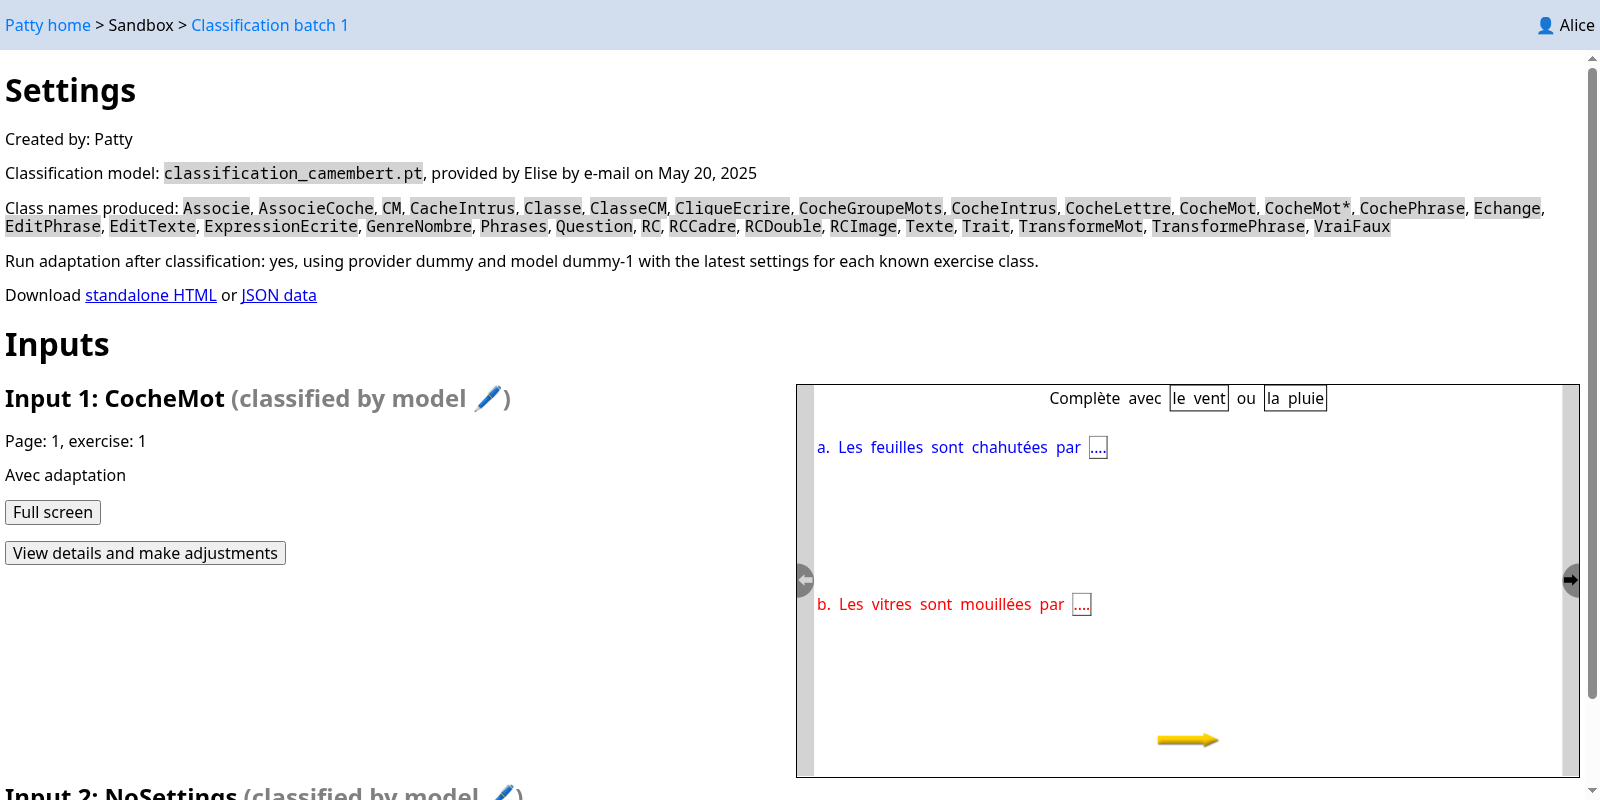 Patty home > Sandbox > Classification batch 1
Alice
Settings
Created by: Patty
Classification model: classification_camembert.pt, provided by Elise by e-mail on May 20, 2025
Class names produced: Associe, AssocieCoche, CM, CacheIntrus, Classe, ClasseCM, CliqueEcrire, CocheGroupeMots, CocheIntrus, CocheLettre, CocheMot, CocheMot*, CochePhrase, Echange,
EditPhrase, EditTexte, ExpressionEcrite, GenreNombre, Phrases, Question, RC, RCCadre, RCDouble, RCImage, Texte, Trait, TransformeMot, TransformePhrase, VraiFaux
Run adaptation after classification: yes, using provider dummy and model dummy-1 with the latest settings for each known exercise class.
Download standalone HTML or JSON data
Inputs
Input 1: CocheMot (classified by model 🖊️)
Page: 1, exercise: 1
Avec adaptation
Full screen
View details and make adjustments
Complète avec le vent ou la pluie
a. Les feuilles sont chahutées par ....
b. Les vitres sont mouillées par ....
Input 2: NoSettings (classified by model 🖊️)